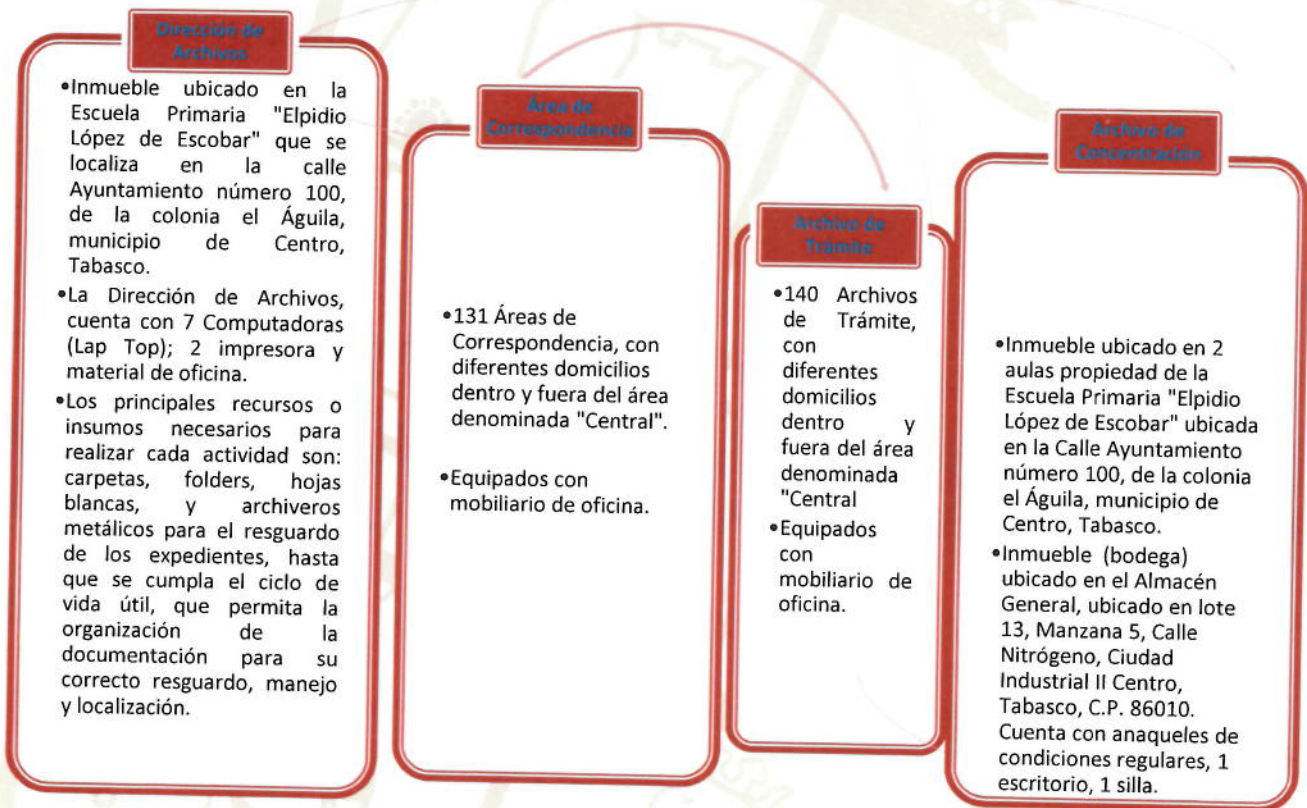 Dirección de
Archivos
•Inmueble ubicado en la
Escuela Primaria "Elpidio
López de Escobar" que se
localiza en la calle
Ayuntamiento número 100,
de la colonia el Águila,
municipio de Centro,
Tabasco.
•La Dirección de Archivos,
cuenta con 7 Computadoras
(Lap Top); 2 impresora y
material de oficina.
•Los principales recursos o
insumos necesarios para
realizar cada actividad son:
carpetas, folders, hojas
blancas, y archiveros
metálicos para el resguardo
de los expedientes, hasta
que se cumpla el ciclo de
vida útil, que permita la
organización de la
documentación para su
correcto resguardo, manejo
y localización.
Área de
Correspondencia
•131 Áreas de
Correspondencia, con
diferentes domicilios
dentro y fuera del área
denominada "Central".
•Equipados con
mobiliario de oficina.
Archivo de
Trámite
•140 Archivos
de Trámite,
con
diferentes
domicilios
dentro y
fuera del área
denominada
"Central
•Equipados
con
mobiliario de
oficina.
Archivo de
Concentración
•Inmueble ubicado en 2
aulas propiedad de la
Escuela Primaria "Elpidio
López de Escobar" ubicada
en la Calle Ayuntamiento
número 100, de la colonia
el Águila, municipio de
Centro, Tabasco.
•Inmueble (bodega)
ubicado en el Almacén
General, ubicado en lote
13, Manzana 5, Calle
Nitrógeno, Ciudad
Industrial II Centro,
Tabasco, C.P. 86010.
Cuenta con anaqueles de
condiciones regulares, 1
escritorio, 1 silla.